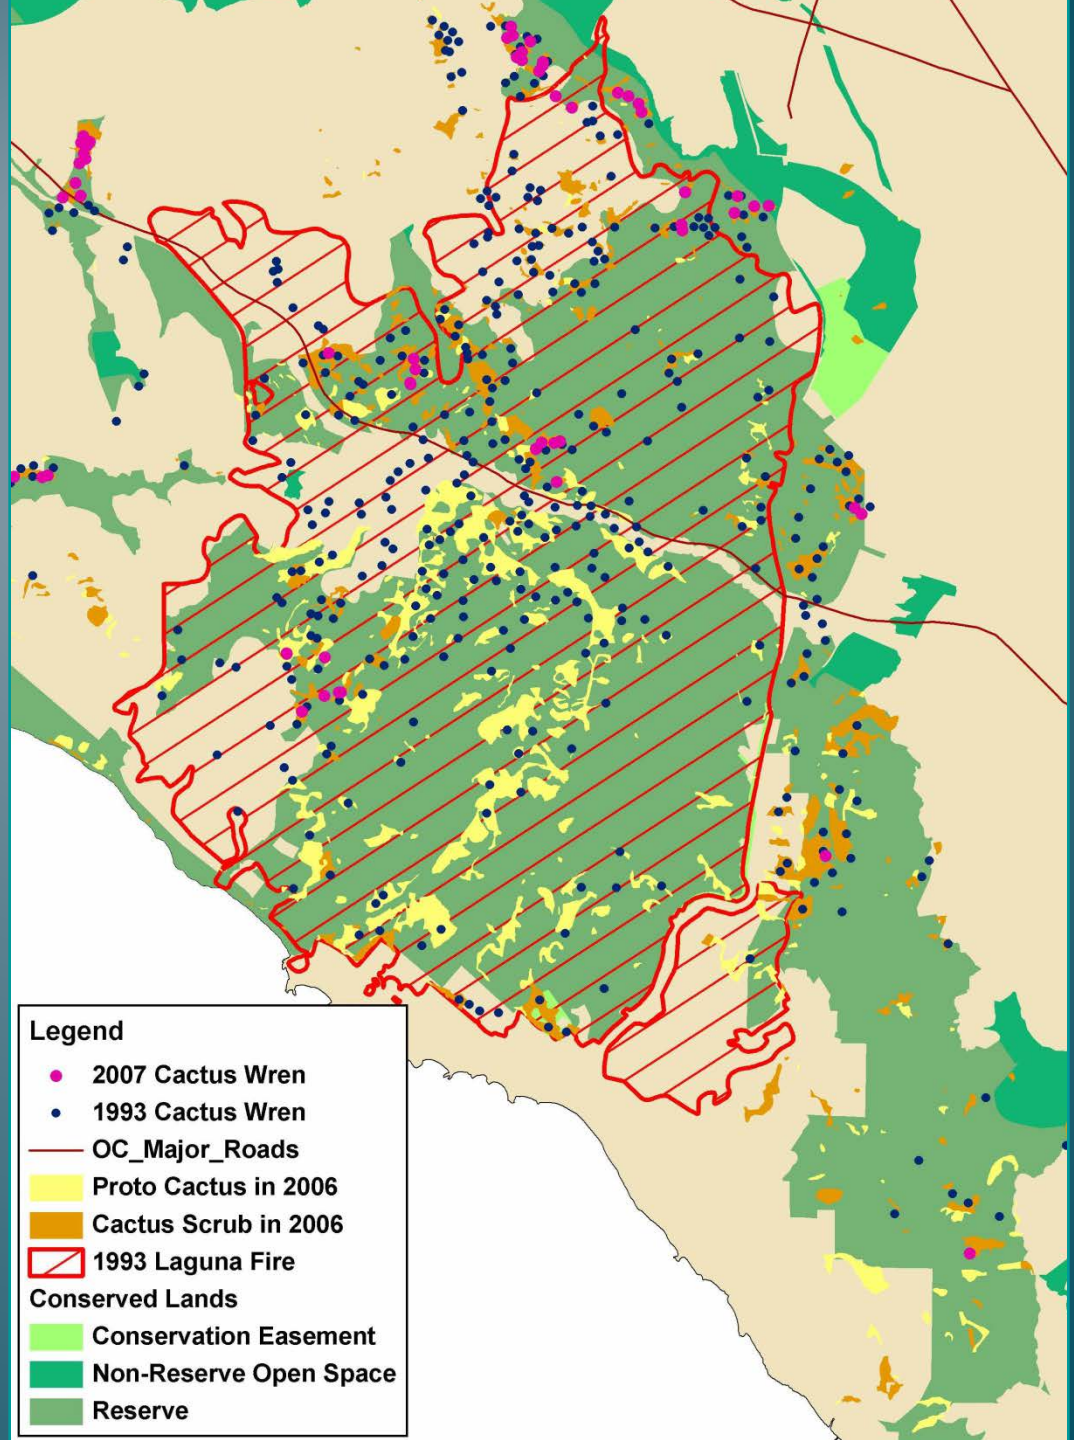 Legend
2007 Cactus Wren
1993 Cactus Wren
OC_Major_Roads
Proto Cactus in 2006
Cactus Scrub in 2006
1993 Laguna Fire
Conserved Lands
Conservation Easement
Non-Reserve Open Space
Reserve